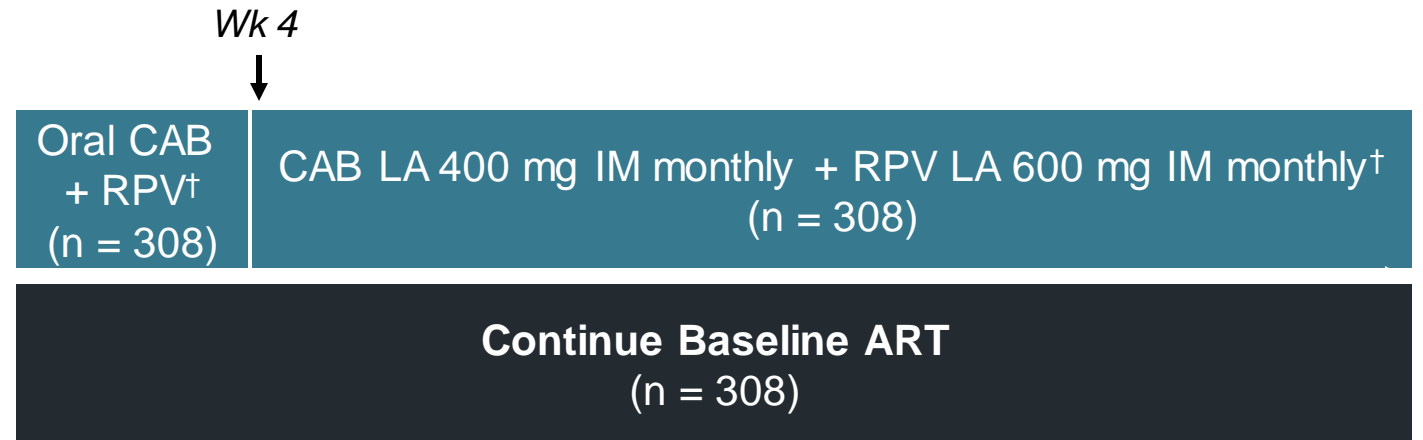 Wk 4
Oral CAB
+ RPV†
(n = 308)
CAB LA 400 mg IM monthly + RPV LA 600 mg IM monthly†
(n = 308)
Continue Baseline ART
(n = 308)